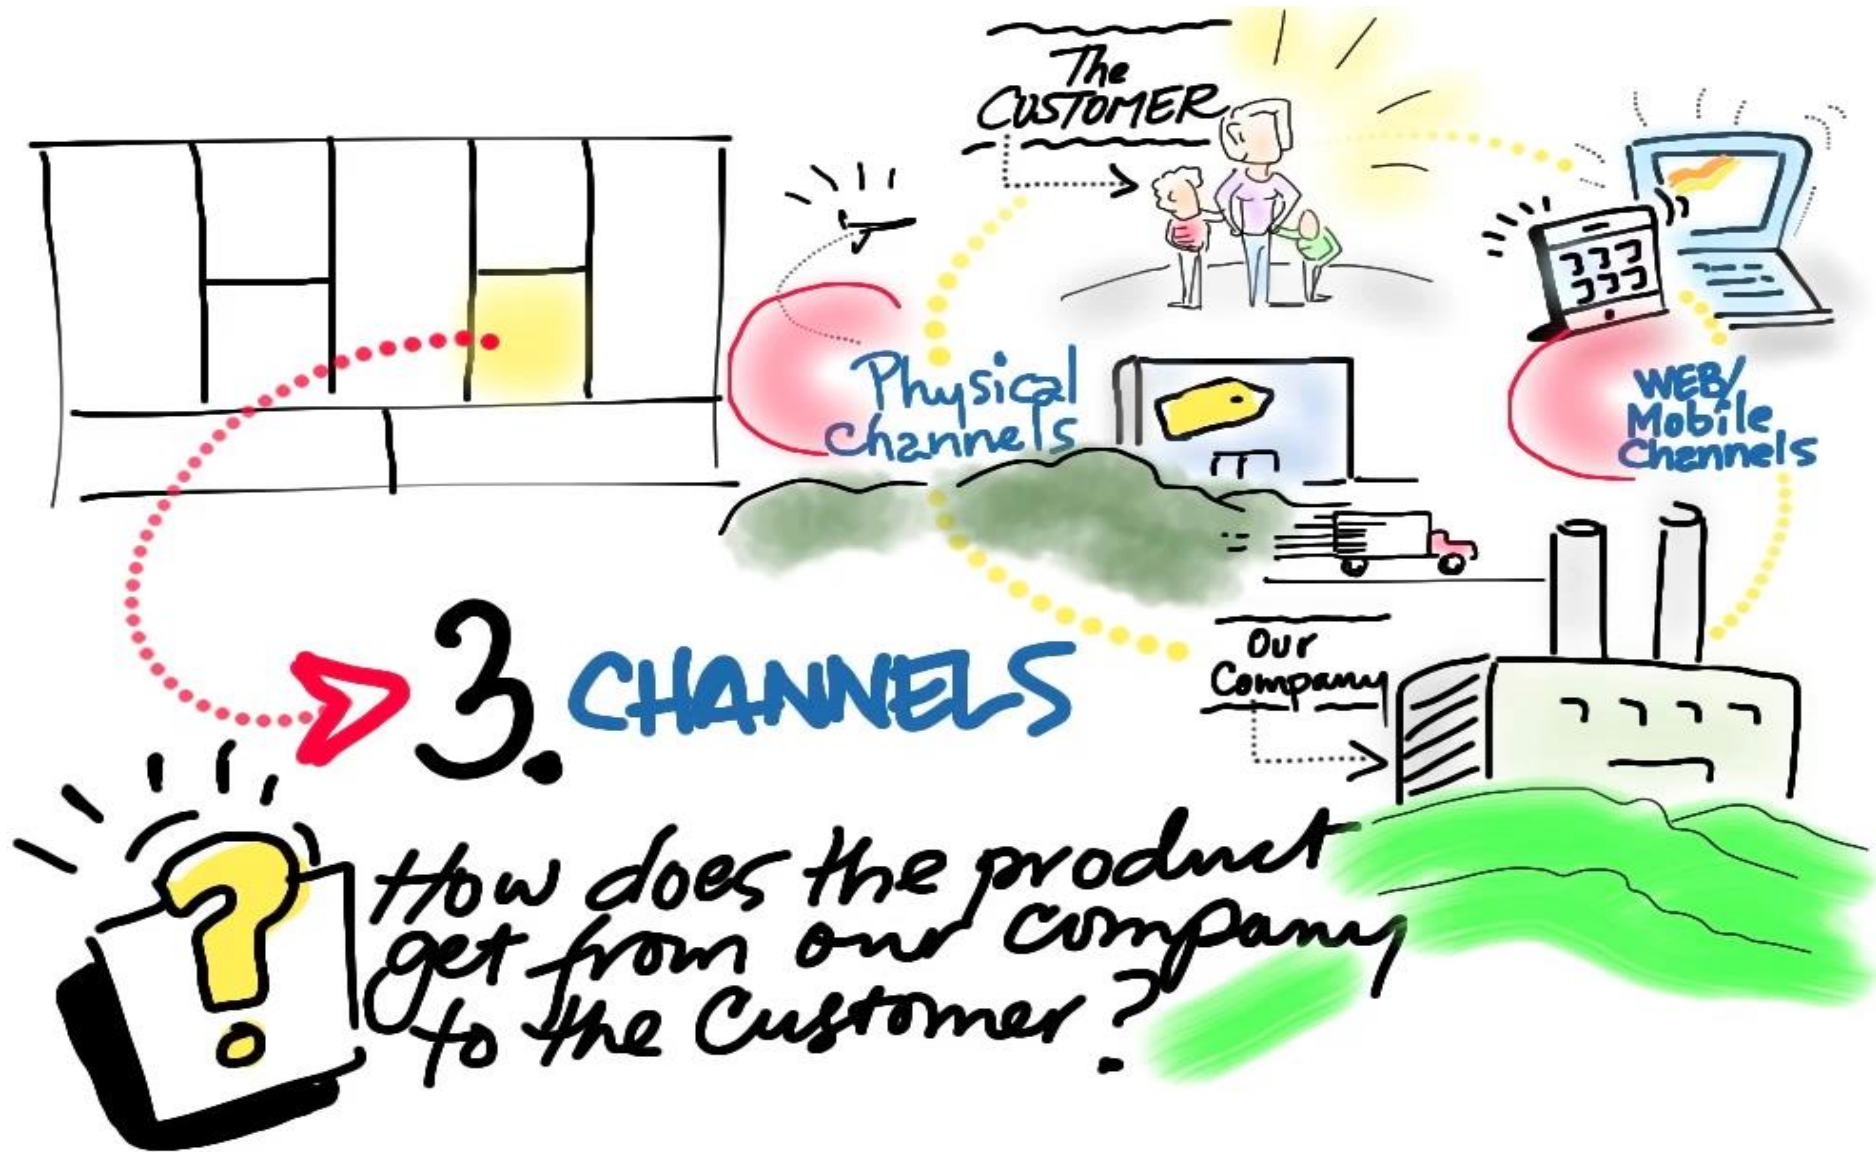 The
CUSTOMER
Physical
Channels
WEB/
Mobile
Channels
Our
Company
3. CHANNELS
How does the product
get from our company
to the Customer?
?